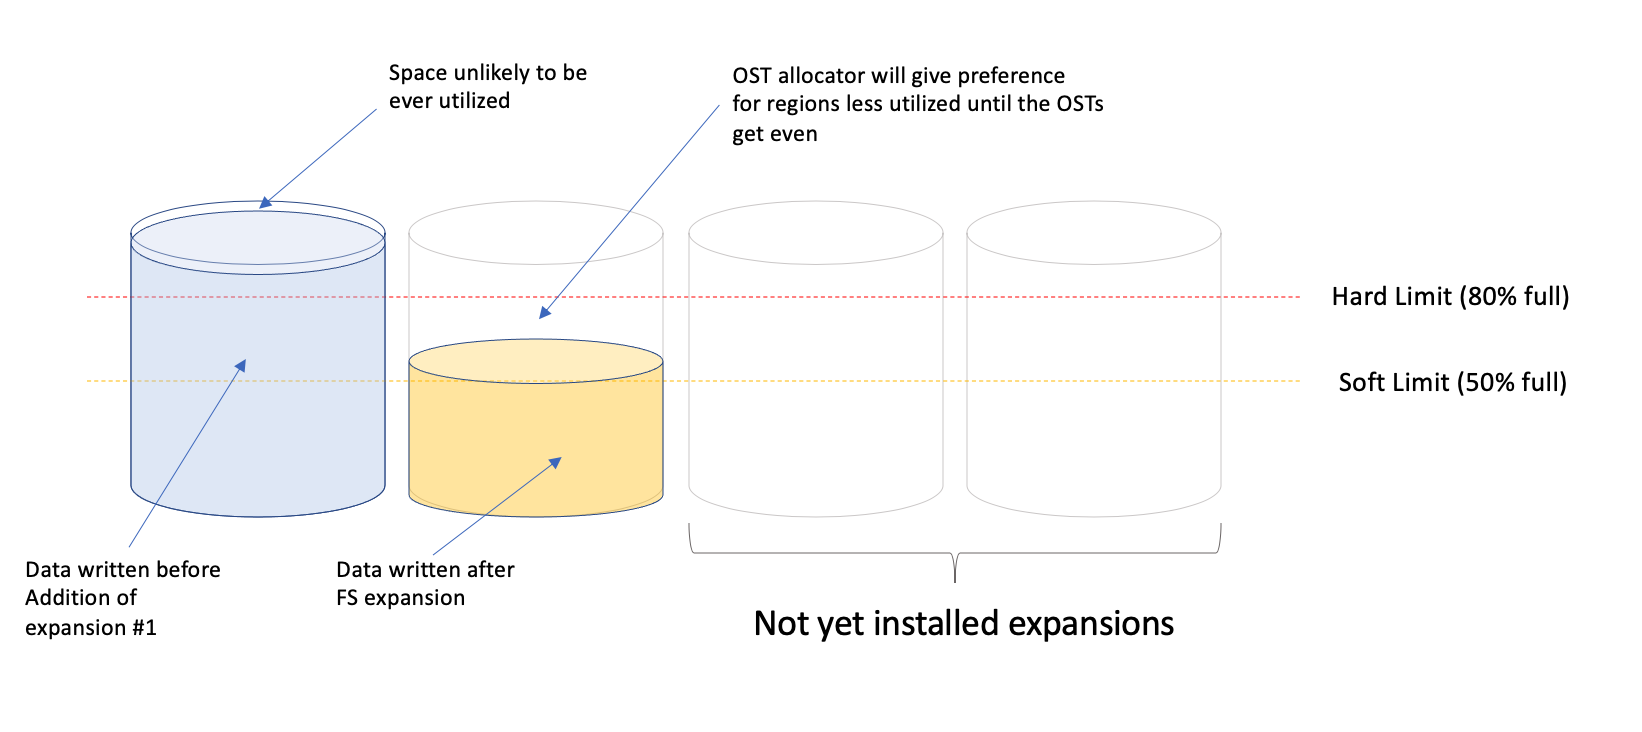 Space unlikely to be
ever utilized
OST allocator will give preference
for regions less utilized until the OSTs
get even
Hard Limit (80% full)
Soft Limit (50% full)
Data written before
Addition of
expansion #1
Data written after
FS expansion
Not yet installed expansions